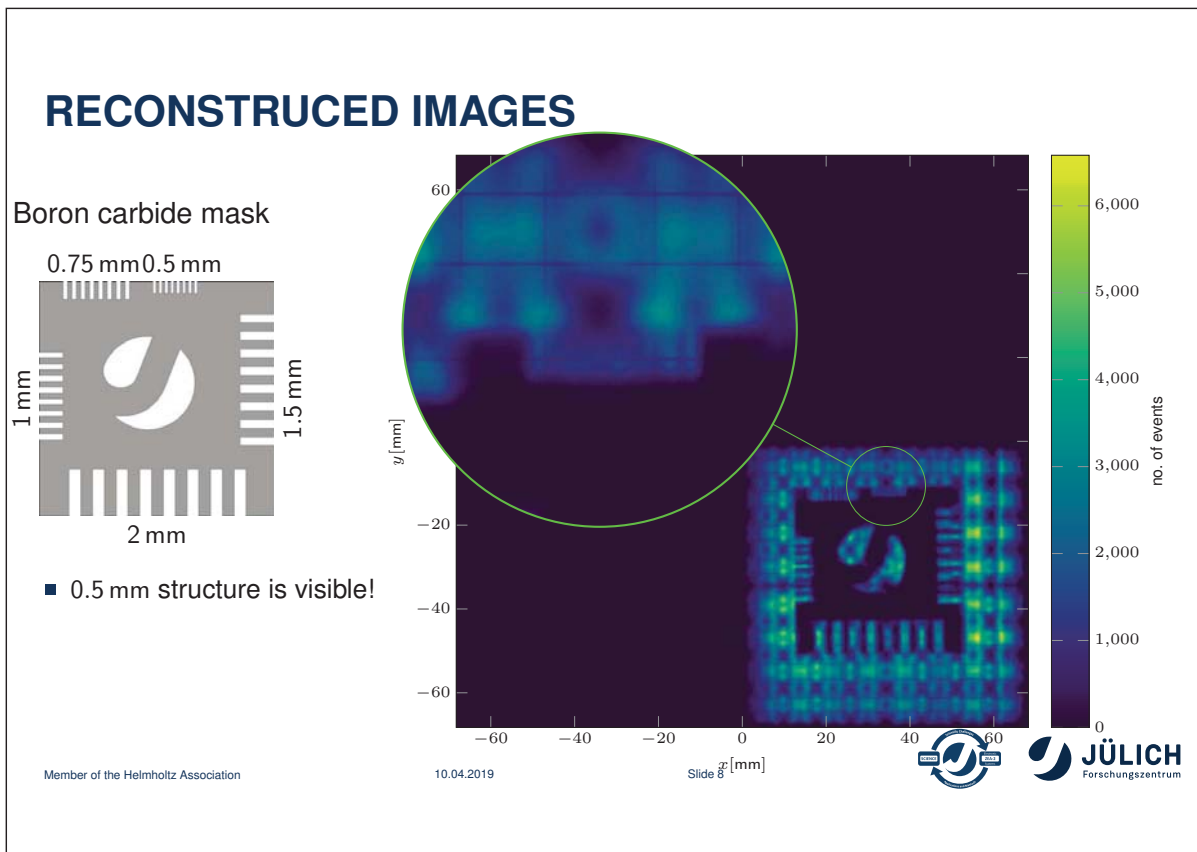 RECONSTRUCED IMAGES
Boron carbide mask
0.75 mm 0.5 mm
1 mm
1.5 mm
2 mm
■ 0.5 mm structure is visible!
60
−20
−40
−60
y [mm]
−60 −40 −20 0 20 40 60
x [mm]
6,000
5,000
4,000
3,000
2,000
1,000
0
no. of events
Member of the Helmholtz Association
10.04.2019
Slide 8
SCIENCE
ZEA-2
JÜLICH
Forschungszentrum